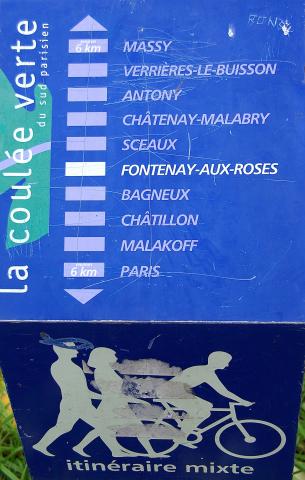 la coulée verte
du sud parisien
6 km
MASSY
VERRIÈRES-LE-BUISSON
ANTONY
CHÂTENAY-MALABRY
SCEAUX
FONTENAY-AUX-ROSES
BAGNEUX
CHÂTILLON
MALAKOFF
6 km PARIS
itinéraire mixte